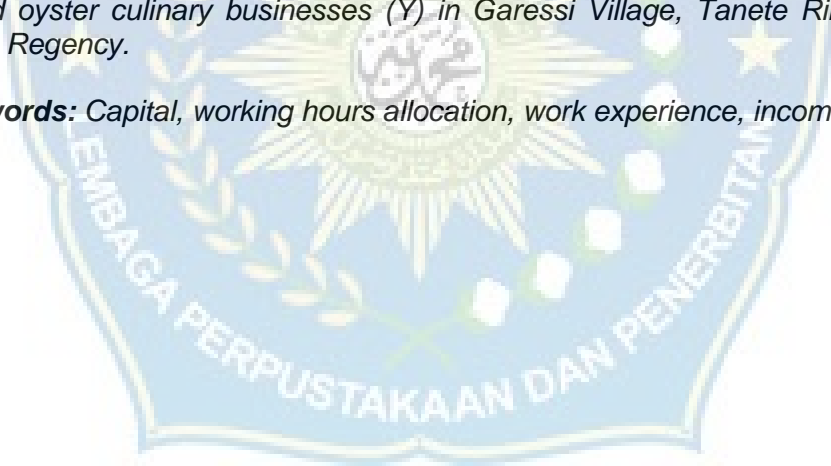 oyster culinary businesses (Y) in Garessi Village, Tanete Ri
Regency.
words: Capital, working hours allocation, work experience, incom
LEMBAGA PERPUSTAKAAN DAN PENERBITAN